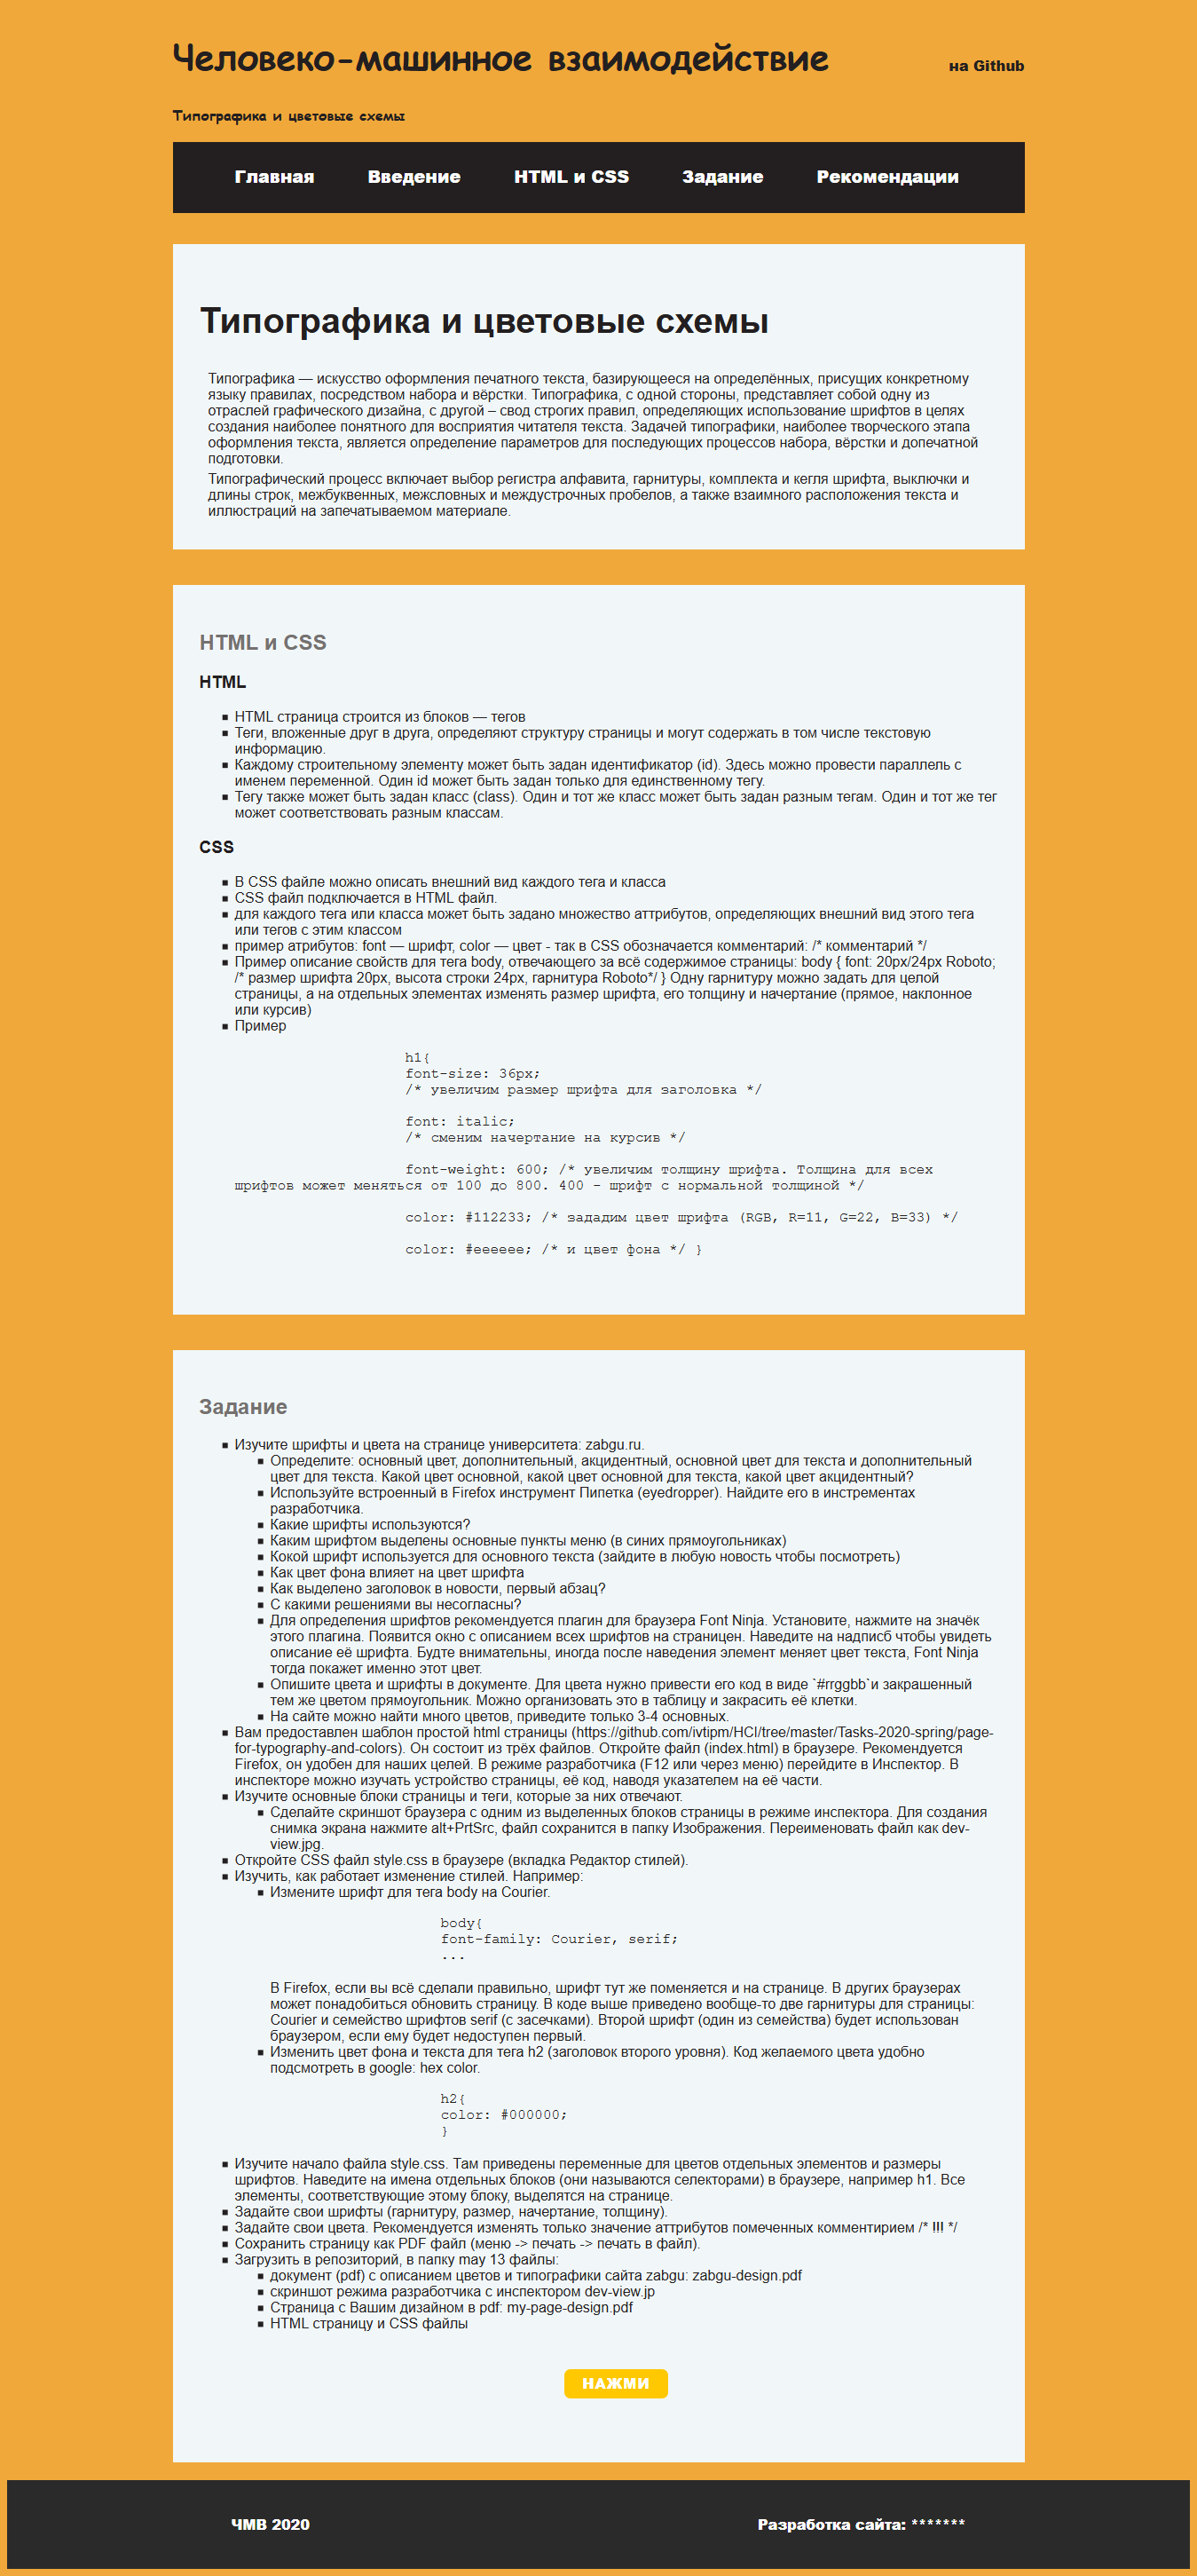 Человеко-машинное взаимодействие
на Github
Типографика и цветовые схемы
Главная Введение HTML и CSS Задание Рекомендации
Типографика и цветовые схемы
Типографика — искусство оформления печатного текста, базирующееся на определённых, присущих конкретному
языку правилах, посредством набора и вёрстки. Типографика, с одной стороны, представляет собой одну из
отраслей графического дизайна, с другой – свод строгих правил, определяющих использование шрифтов в целях
создания наиболее понятного для восприятия читателя текста. Задачей типографики, наиболее творческого этапа
оформления текста, является определение параметров для последующих процессов набора, вёрстки и допечатной
подготовки.
Типографический процесс включает выбор регистра алфавита, гарнитуры, комплекта и кегля шрифта, выключки и
длины строк, межбуквенных, межсловных и междустрочных пробелов, а также взаимного расположения текста и
иллюстраций на запечатываемом материале.
HTML и CSS
HTML
HTML страница строится из блоков — тегов
Теги, вложенные друг в друга, определяют структуру страницы и могут содержать в том числе текстовую
информацию.
Каждому строительному элементу может быть задан идентификатор (id). Здесь можно провести параллель с
именем переменной. Один id может быть задан только для единственному тегу.
Тегу также может быть задан класс (class). Один и тот же класс может быть задан разным тегам. Один и тот же тег
может соответствовать разным классам.
CSS
В CSS файле можно описать внешний вид каждого тега и класса
CSS файл подключается в HTML файл.
для каждого тега или класса может быть задано множество аттрибутов, определяющих внешний вид этого тега
или тегов с этим классом
пример атрибутов: font — шрифт, color — цвет - так в CSS обозначается комментарий: /* комментарий */
Пример описание свойств для тега body, отвечающего за всё содержимое страницы: body { font: 20px/24px Roboto;
/* размер шрифта 20px, высота строки 24px, гарнитура Roboto*/ } Одну гарнитуру можно задать для целой
страницы, а на отдельных элементах изменять размер шрифта, его толщину и начертание (прямое, наклонное
или курсив)
Пример
h1{
font-size: 36px;
/* увеличим размер шрифта для заголовка */
font: italic;
/* сменим начертание на курсив */
font-weight: 600; /* увеличим толщину шрифта. Толщина для всех
шрифтов может меняться от 100 до 800. 400 - шрифт с нормальной толщиной */
color: #112233; /* зададим цвет шрифта (RGB, R=11, G=22, B=33) */
color: #eeeeee; /* и цвет фона */ }
Задание
Изучите шрифты и цвета на странице университета: zabgu.ru.
Определите: основный цвет, дополнительный, акцидентный, основной цвет для текста и дополнительный
цвет для текста. Какой цвет основной, какой цвет основной для текста, какой цвет акцидентный?
Используйте встроенный в Firefox инструмент Пипетка (eyedropper). Найдите его в инстрементах
разработчика.
Какие шрифты используются?
Каким шрифтом выделены основные пункты меню (в синих прямоугольниках)
Кокой шрифт используется для основного текста (зайдите в любую новость чтобы посмотреть)
Как цвет фона влияет на цвет шрифта
Как выделено заголовок в новости, первый абзац?
С какими решениями вы несогласны?
Для определения шрифтов рекомендуется плагин для браузера Font Ninja. Установите, нажмите на значёк
этого плагина. Появится окно с описанием всех шрифтов на страницен. Наведите на надписб чтобы увидеть
описание её шрифта. Будте внимательны, иногда после наведения элемент меняет цвет текста, Font Ninja
тогда покажет именно этот цвет.
Опишите цвета и шрифты в документе. Для цвета нужно привести его код в виде `#rrggbb`и закрашенный
тем же цветом прямоугольник. Можно организовать это в таблицу и закрасить её клетки.
На сайте можно найти много цветов, приведите только 3-4 основных.
Вам предоставлен шаблон простой html страницы (https://github.com/ivtipm/HCI/tree/master/Tasks-2020-spring/page-
for-typography-and-colors). Он состоит из трёх файлов. Откройте файл (index.html) в браузере. Рекомендуется
Firefox, он удобен для наших целей. В режиме разработчика (F12 или через меню) перейдите в Инспектор. В
инспекторе можно изучать устройство страницы, её код, наводя указателем на её части.
Изучите основные блоки страницы и теги, которые за них отвечают.
Сделайте скриншот браузера с одним из выделенных блоков страницы в режиме инспектора. Для создания
снимка экрана нажмите alt+PrtSrc, файл сохранится в папку Изображения. Переименовать файл как dev-
view.jpg.
Откройте CSS файл style.css в браузере (вкладка Редактор стилей).
Изучить, как работает изменение стилей. Например:
Измените шрифт для тега body на Courier.
body{
font-family: Courier, serif;
...
В Firefox, если вы всё сделали правильно, шрифт тут же поменяется и на странице. В других браузерах
может понадобиться обновить страницу. В коде выше приведено вообще-то две гарнитуры для страницы:
Courier и семейство шрифтов serif (с засечками). Второй шрифт (один из семейства) будет использован
браузером, если ему будет недоступен первый.
Изменить цвет фона и текста для тега h2 (заголовок второго уровня). Код желаемого цвета удобно
подсмотреть в google: hex color.
h2{
color: #000000;
}
Изучите начало файла style.css. Там приведены переменные для цветов отдельных элементов и размеры
шрифтов. Наведите на имена отдельных блоков (они называются селекторами) в браузере, например h1. Все
элементы, соответствующие этому блоку, выделятся на странице.
Задайте свои шрифты (гарнитуру, размер, начертание, толщину).
Задайте свои цвета. Рекомендуется изменять только значение аттрибутов помеченных комментирием /* !!! */
Сохранить страницу как PDF файл (меню -> печать -> печать в файл).
Загрузить в репозиторий, в папку may 13 файлы:
документ (pdf) с описанием цветов и типографики сайта zabgu: zabgu-design.pdf
скриншот режима разработчика с инспектором dev-view.jp
Страница с Вашим дизайном в pdf: my-page-design.pdf
HTML страницу и CSS файлы
НАЖМИ
ЧМВ 2020
Разработка сайта: *******